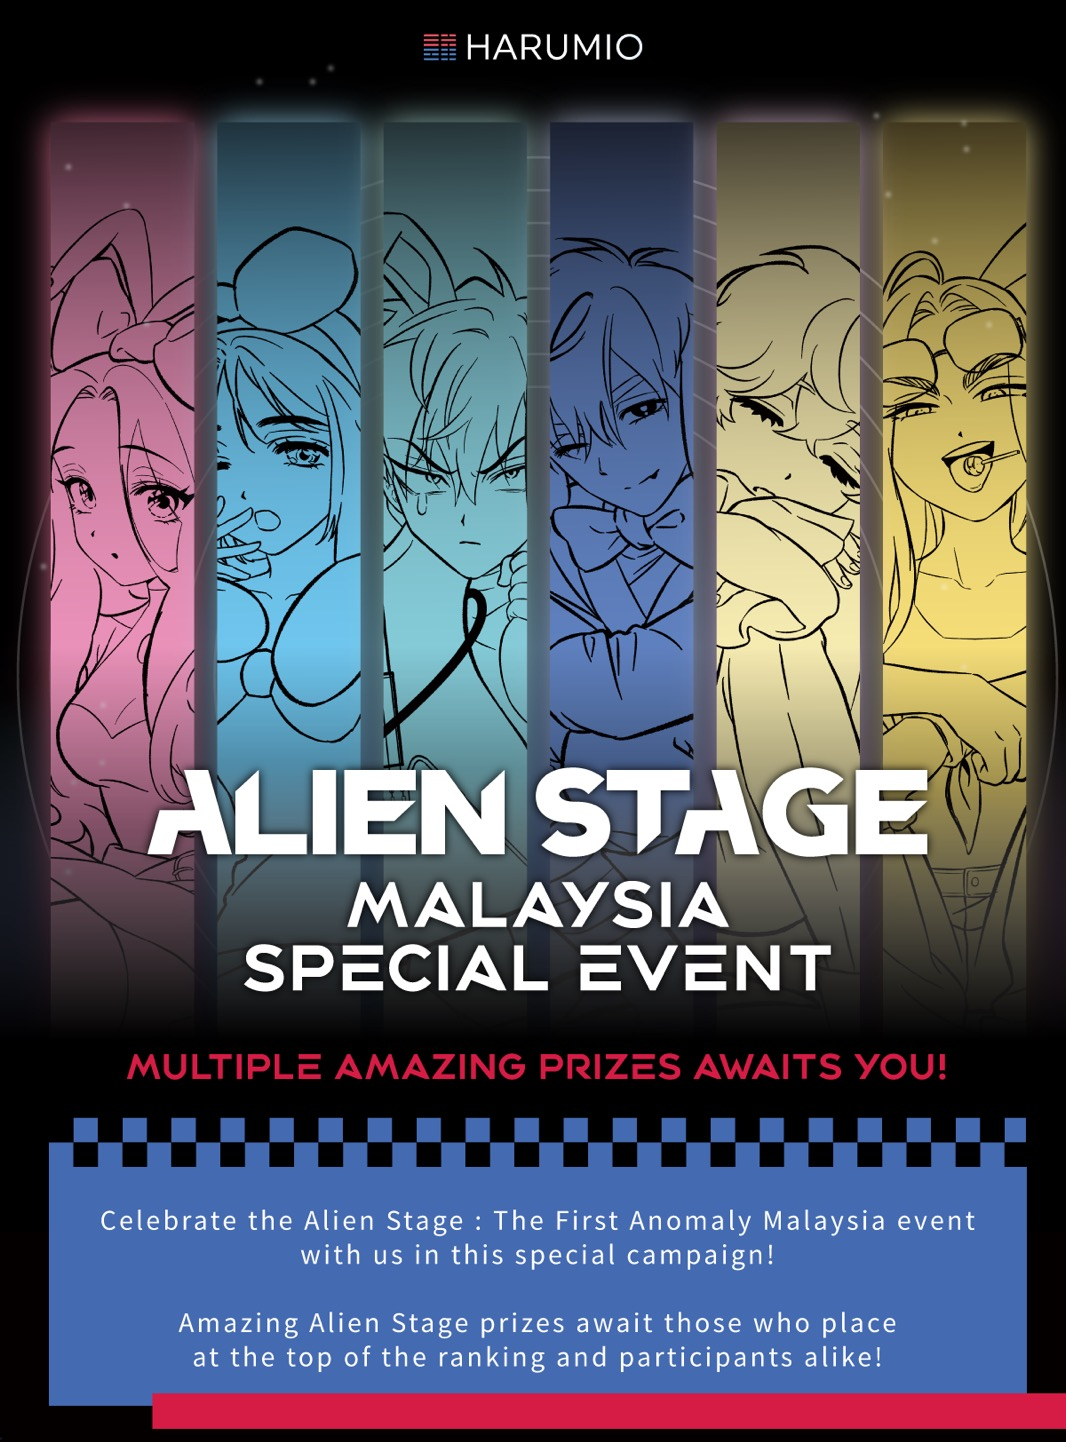 HARUMIO
ALIEN STAGE
MALAYSIA
SPECIAL EVENT
MULTIPLE AMAZING PRIZES AWAITS YOU!
Celebrate the Alien Stage : The First Anomaly Malaysia event
with us in this special campaign!
Amazing Alien Stage prizes await those who place
at the top of the ranking and participants alike!